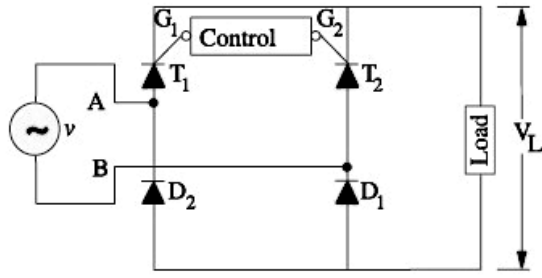 G1 Control G2
T1 T2
A
v
B
D2 D1
Load
VL